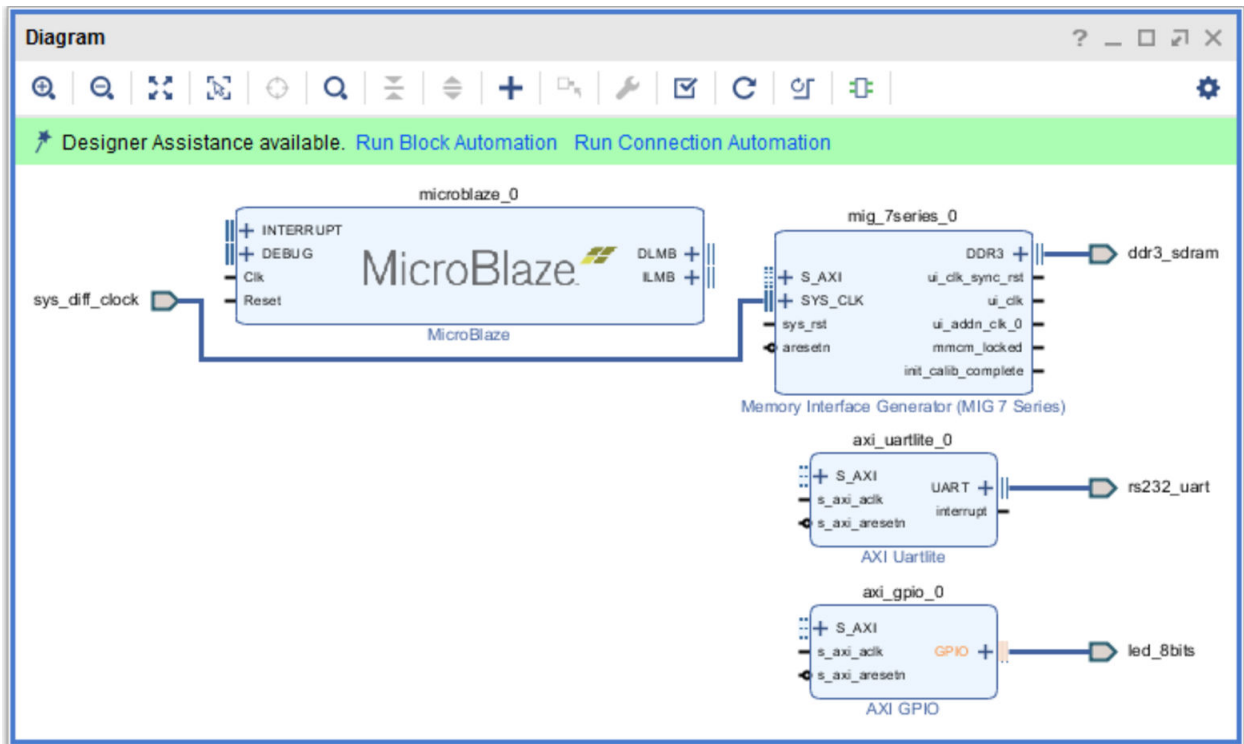 Diagram
Designer Assistance available. Run Block Automation Run Connection Automation
microblaze_0
INTERRUPT
DEBUG
Clk
Reset
MicroBlaze
DLMB
ILMB
MicroBlaze
sys_diff_clock
mig_7series_0
S_AXI
SYS_CLK
sys_rst
aresetn
DDR3
ui_clk_sync_rst
ui_clk
ui_addn_clk_0
mmcm_locked
init_calib_complete
Memory Interface Generator (MIG 7 Series)
ddr3_sdram
axi_uartlite_0
S_AXI
s_axi_aclk
s_axi_aresetn
UART
interrupt
AXI Uartlite
rs232_uart
axi_gpio_0
S_AXI
s_axi_aclk
s_axi_aresetn
GPIO
AXI GPIO
led_8bits